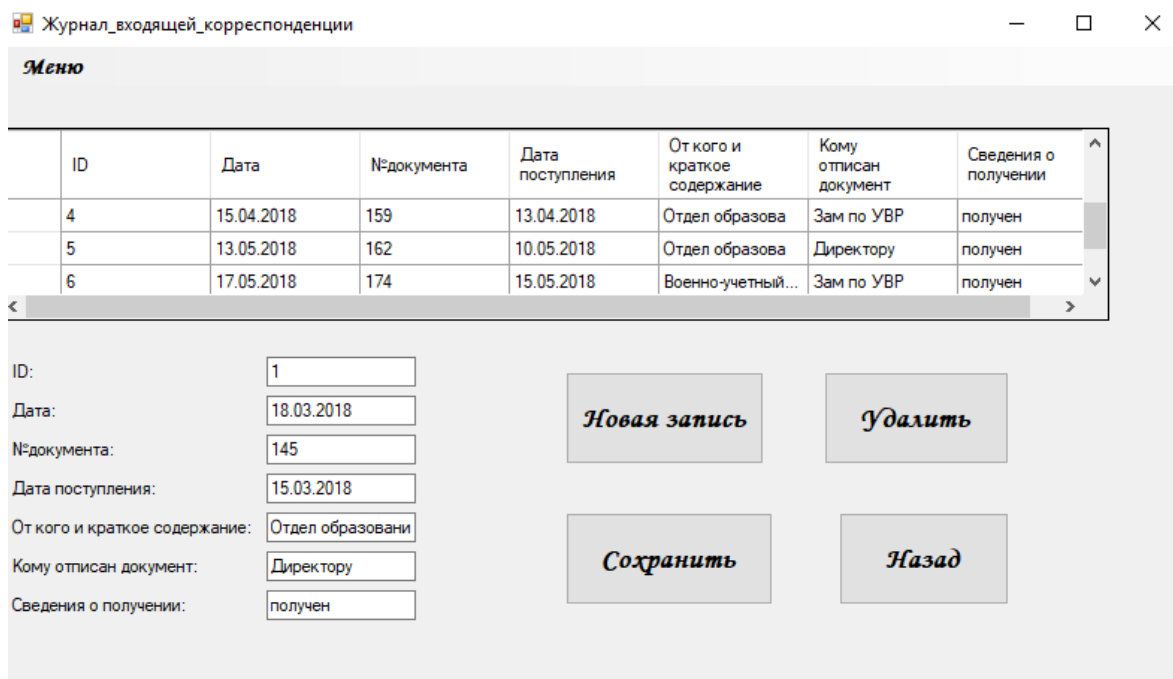 Журнал_входящей_корреспонденции
Меню
ID Дата №документа Дата поступления От кого и краткое содержание Кому отписан документ Сведения о получении
4 15.04.2018 159 13.04.2018 Отдел образова Зам по УВР получен
5 13.05.2018 162 10.05.2018 Отдел образова Директору получен
6 17.05.2018 174 15.05.2018 Военно-учетный... Зам по УВР получен
ID: 1
Дата: 18.03.2018
№документа: 145
Дата поступления: 15.03.2018
От кого и краткое содержание: Отдел образовани
Кому отписан документ: Директору
Сведения о получении: получен
Новая запись Удалить
Сохранить Назад